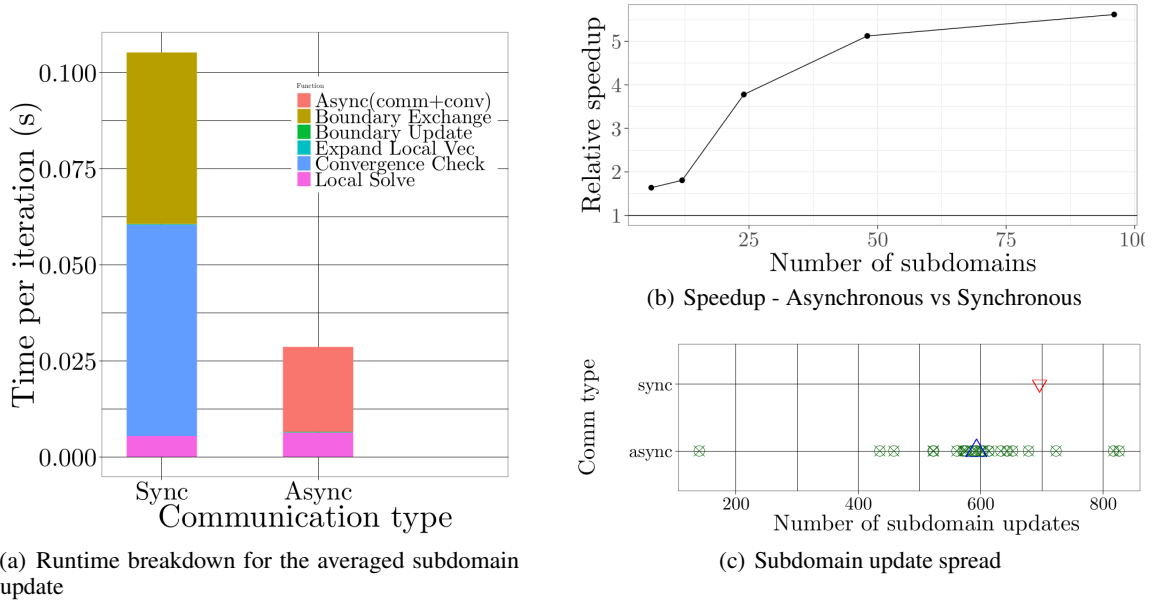 Time per iteration (s)
0.100
0.075
0.050
0.025
0.000
Function
Async(comm+conv)
Boundary Exchange
Boundary Update
Expand Local Vec
Convergence Check
Local Solve
Sync
Async
Communication type
(a) Runtime breakdown for the averaged subdomain
update
Relative speedup
5
4
3
2
1
25
50
75
10
Number of subdomains
(b) Speedup - Asynchronous vs Synchronous
Comm type
sync
async
200
400
600
800
Number of subdomain updates
(c) Subdomain update spread